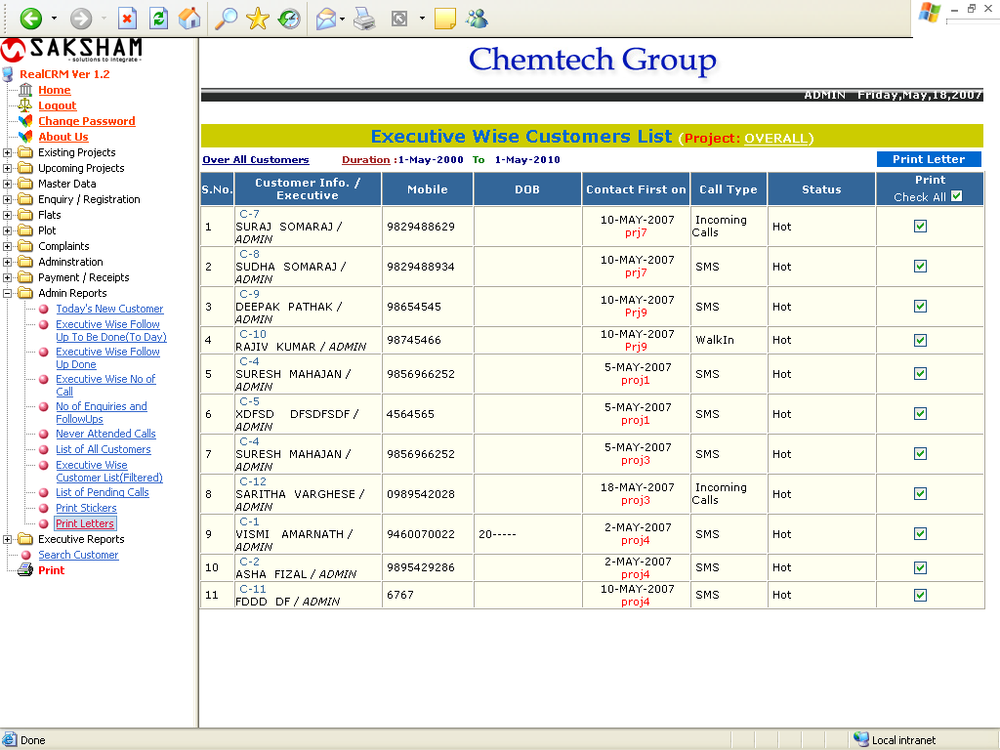 SAKSHAM
- solutions to integrate -
RealCRM Ver 1.2
Home
Logout
Change Password
About Us
Existing Projects
Upcoming Projects
Master Data
Enquiry / Registration
Flats
Plot
Complaints
Adminstration
Payment / Receipts
Admin Reports
Today's New Customer
Executive Wise Follow
Up To Be Done(To Day)
Executive Wise Follow
Up Done
Executive Wise No of
Call
No of Enquiries and
FollowUps
Never Attended Calls
List of All Customers
Executive Wise
Customer List(Filtered)
List of Pending Calls
Print Stickers
Print Letters
Executive Reports
Search Customer
Print
Chemtech Group
ADMIN Friday,May,18,2007
Executive Wise Customers List (Project: OVERALL)
Over All Customers Duration :1-May-2000 To 1-May-2010 Print Letter
S.No. Customer Info. / Executive Mobile DOB Contact First on Call Type Status Print Check All
1 C-7 SURAJ SOMARAJ / ADMIN 9829488629 10-MAY-2007 prj7 Incoming Calls Hot
2 C-8 SUDHA SOMARAJ / ADMIN 9829488934 10-MAY-2007 prj7 SMS Hot
3 C-9 DEEPAK PATHAK / ADMIN 98654545 10-MAY-2007 Prj9 SMS Hot
4 C-10 RAJIV KUMAR / ADMIN 98745466 10-MAY-2007 Prj9 WalkIn Hot
5 C-4 SURESH MAHAJAN / ADMIN 9856966252 5-MAY-2007 proj1 SMS Hot
6 C-5 XDFSD DFSDFSDF / ADMIN 4564565 5-MAY-2007 proj1 SMS Hot
7 C-4 SURESH MAHAJAN / ADMIN 9856966252 5-MAY-2007 proj3 SMS Hot
8 C-12 SARITHA VARGHESE / ADMIN 0989542028 18-MAY-2007 proj3 Incoming Calls Hot
9 C-1 VISMI AMARNATH / ADMIN 9460070022 20----- 2-MAY-2007 proj4 SMS Hot
10 C-2 ASHA FIZAL / ADMIN 9895429286 2-MAY-2007 proj4 SMS Hot
11 C-11 FDDD DF / ADMIN 6767 10-MAY-2007 proj4 SMS Hot
Done Local intranet